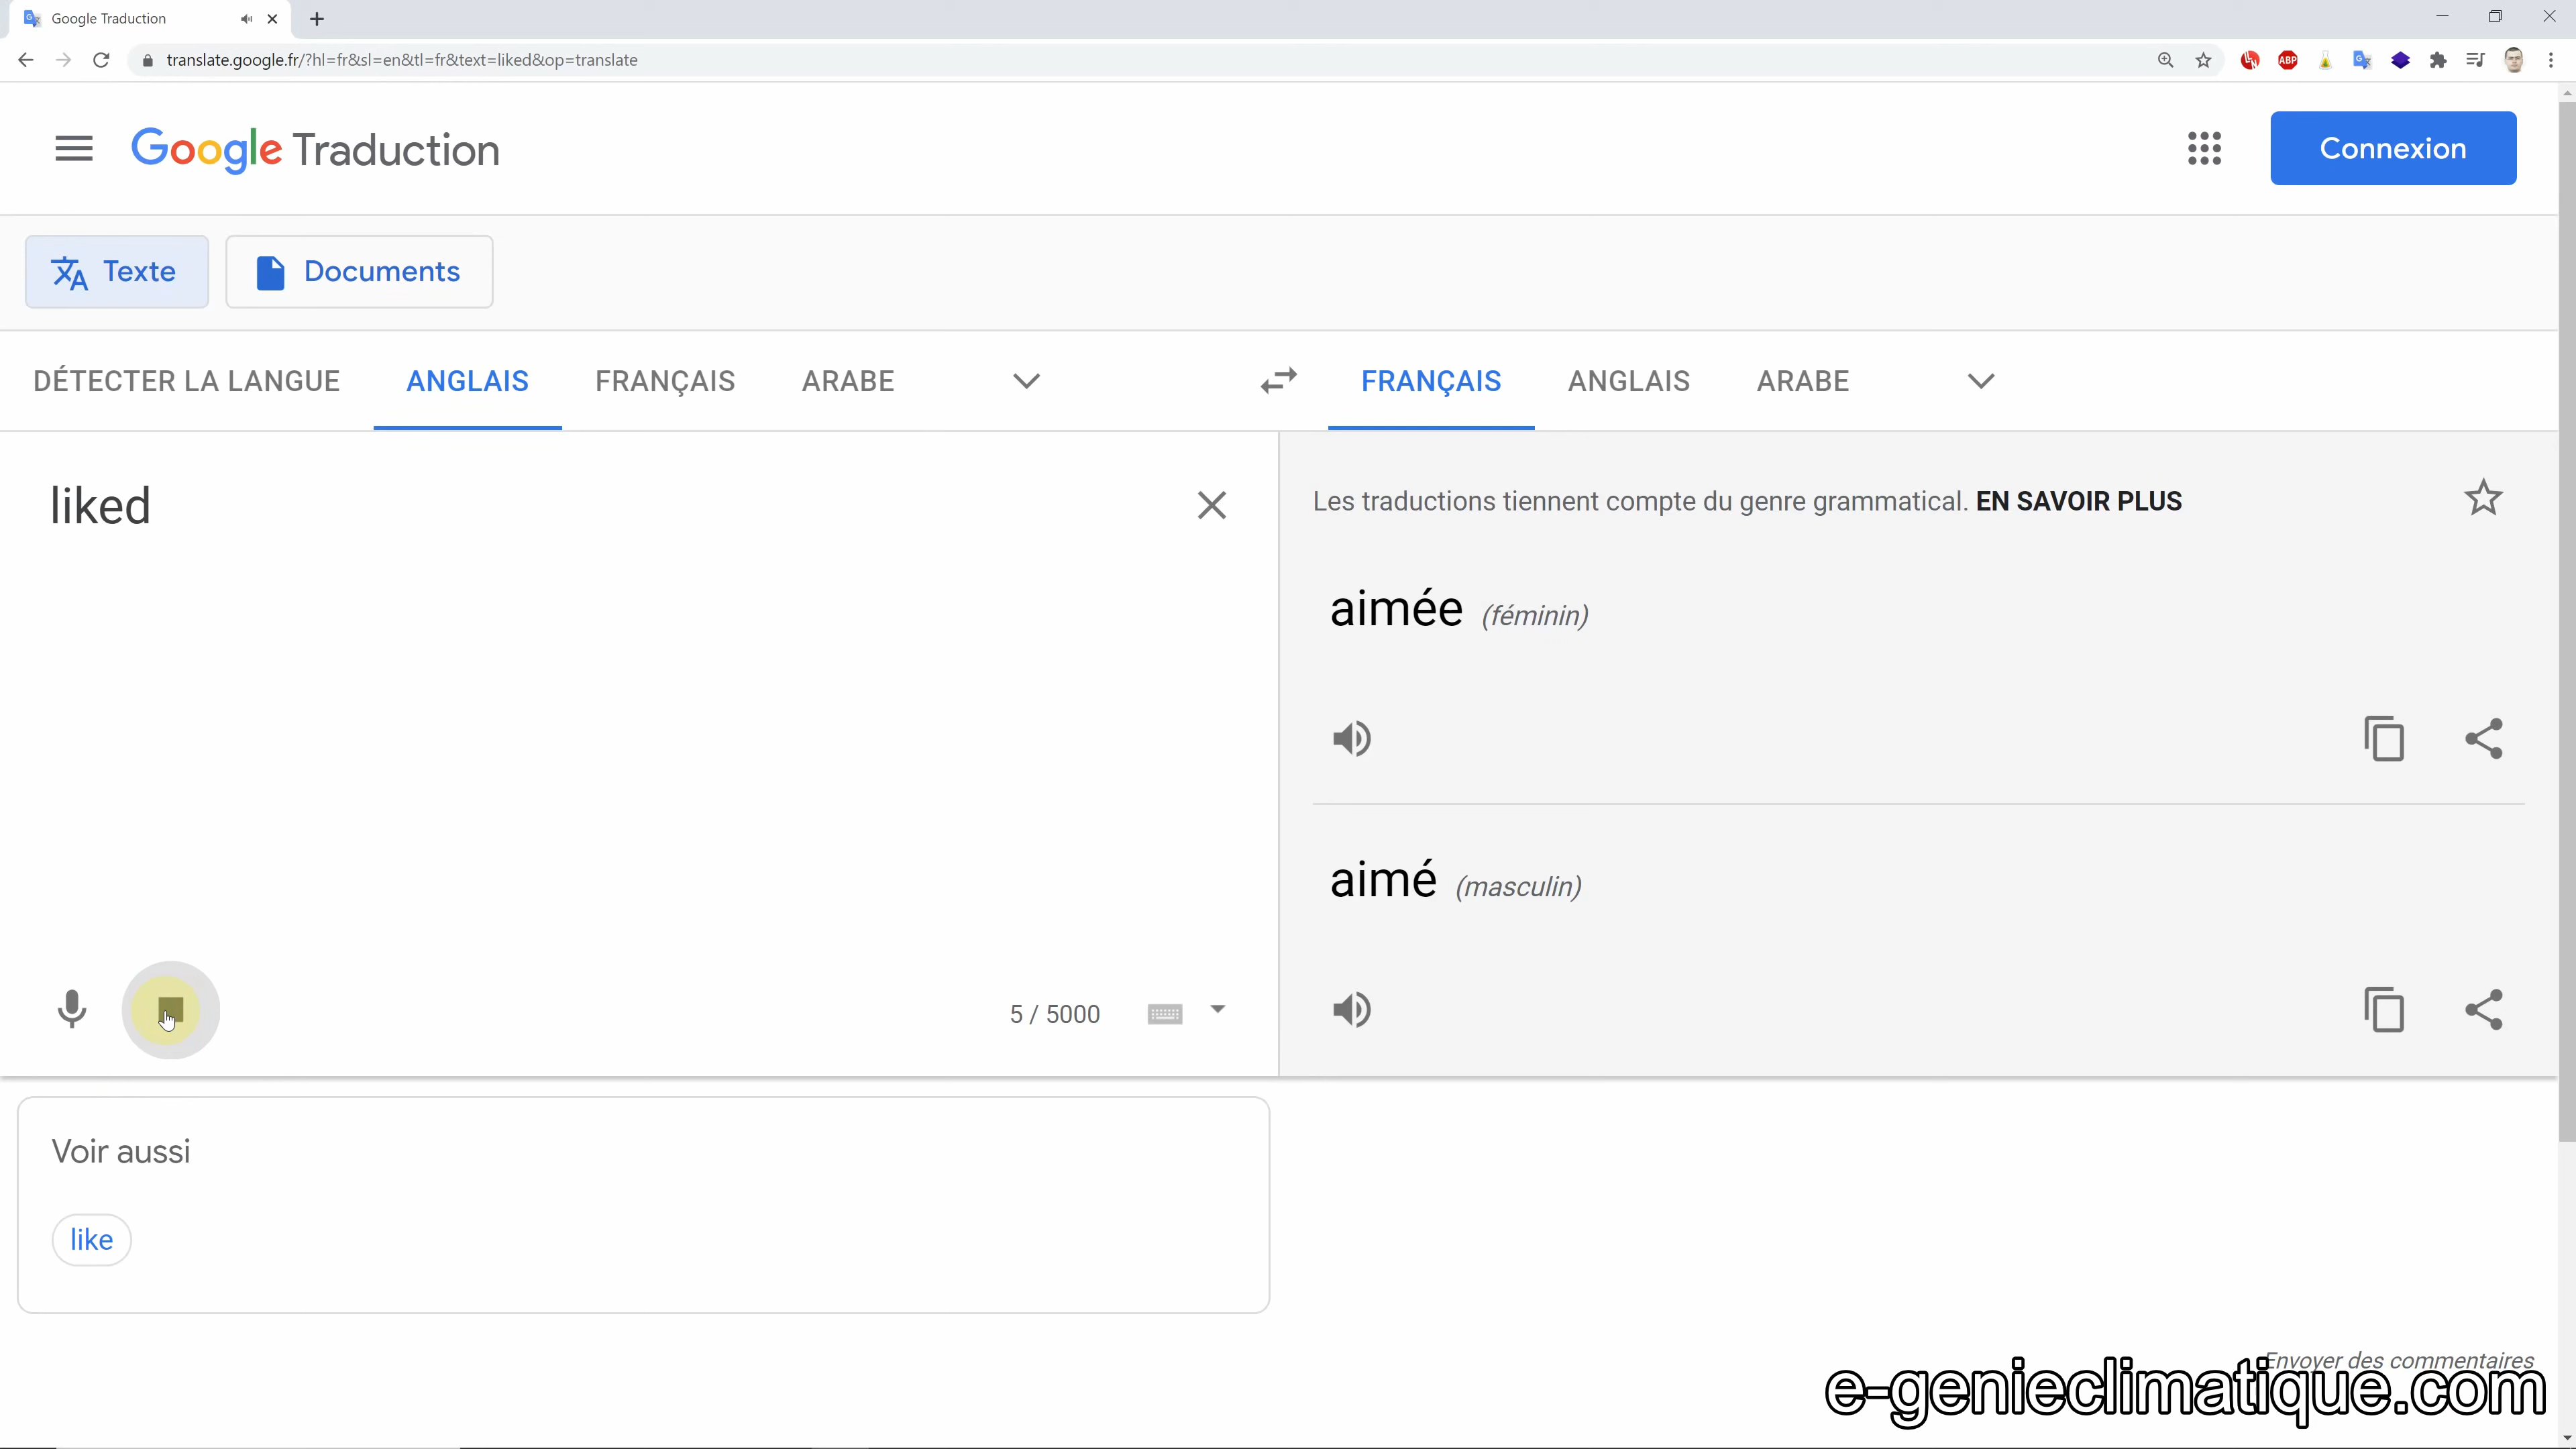 Google Traduction
translate.google.fr/?hl=fr&sl=en&tl=fr&text=liked&op=translate
ABP
Google Traduction
Connexion
Texte
Documents
DÉTECTER LA LANGUE
ANGLAIS
FRANÇAIS
ARABE
FRANÇAIS
ANGLAIS
ARABE
liked
Les traductions tiennent compte du genre grammatical. EN SAVOIR PLUS
aimée (féminin)
aimé (masculin)
5 / 5000
Voir aussi
like
Envoyer des commentaires
e-genieclimatique.com